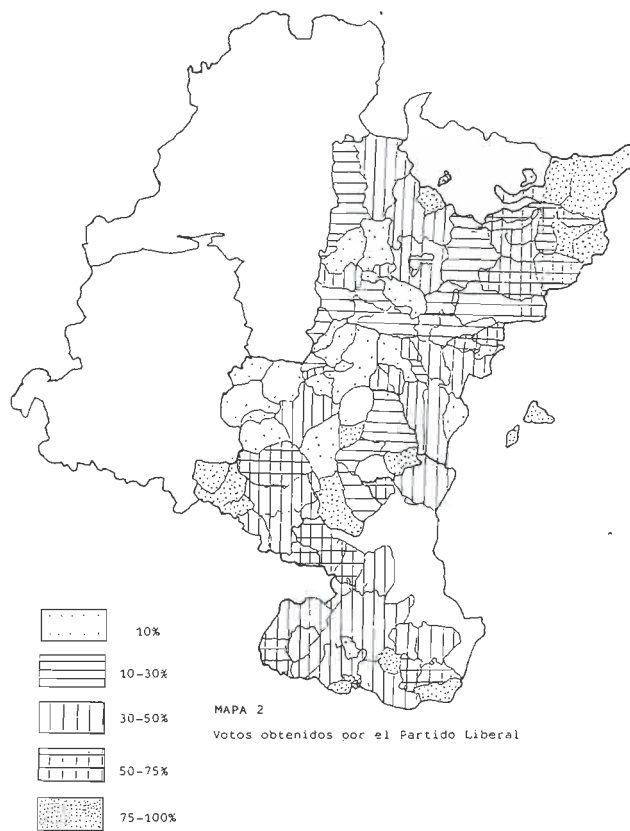 10%
10-30%
30-50%
50-75%
75-100%
MAPA 2
Votos obtenidos por el Partido Liberal